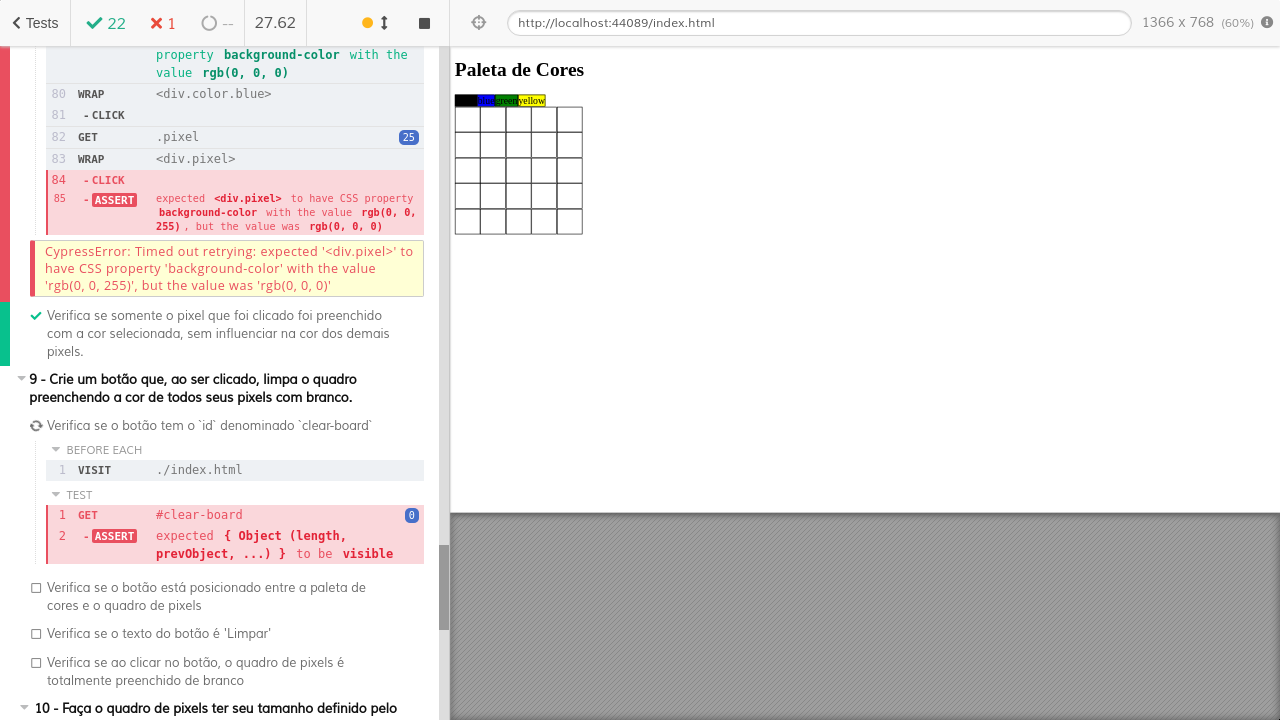 Tests
22
1
--
27.62
http://localhost:44089/index.html
1366 x 768 (60%)
property background-color with the
value rgb(0, 0, 0)
80 WRAP <div.color.blue>
81 - CLICK
82 GET .pixel 25
83 WRAP <div.pixel>
84 - CLICK
85 - ASSERT expected <div.pixel> to have CSS property
background-color with the value rgb(0, 0,
255) , but the value was rgb(0, 0, 0)
CypressError: Timed out retrying: expected '<div.pixel>' to
have CSS property 'background-color' with the value
'rgb(0, 0, 255)', but the value was 'rgb(0, 0, 0)'
Verifica se somente o pixel que foi clicado foi preenchido
com a cor selecionada, sem influenciar na cor dos demais
pixels.
9 - Crie um botão que, ao ser clicado, limpa o quadro
preenchendo a cor de todos seus pixels com branco.
Verifica se o botão tem o `id` denominado `clear-board`
BEFORE EACH
1 VISIT ./index.html
TEST
1 GET #clear-board 0
2 - ASSERT expected { Object (length,
prevObject, ...) } to be visible
Verifica se o botão está posicionado entre a paleta de
cores e o quadro de pixels
Verifica se o texto do botão é 'Limpar'
Verifica se ao clicar no botão, o quadro de pixels é
totalmente preenchido de branco
10 - Faça o quadro de pixels ter seu tamanho definido pelo
Paleta de Cores
blue green yellow